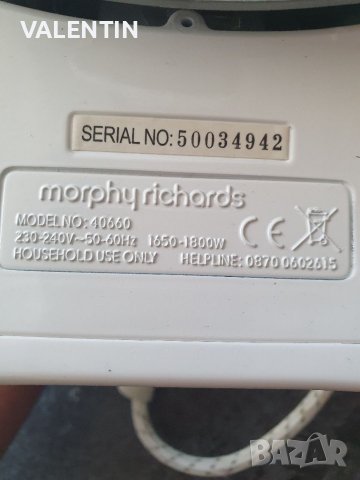 VALENTIN
SERIAL NO: 50034942
morphy richards
MODEL NO: 40660
230-240V~50-60Hz 1650-1800W
HOUSEHOLD USE ONLY HELPLINE: 0870 0602615
CE
BAZAR